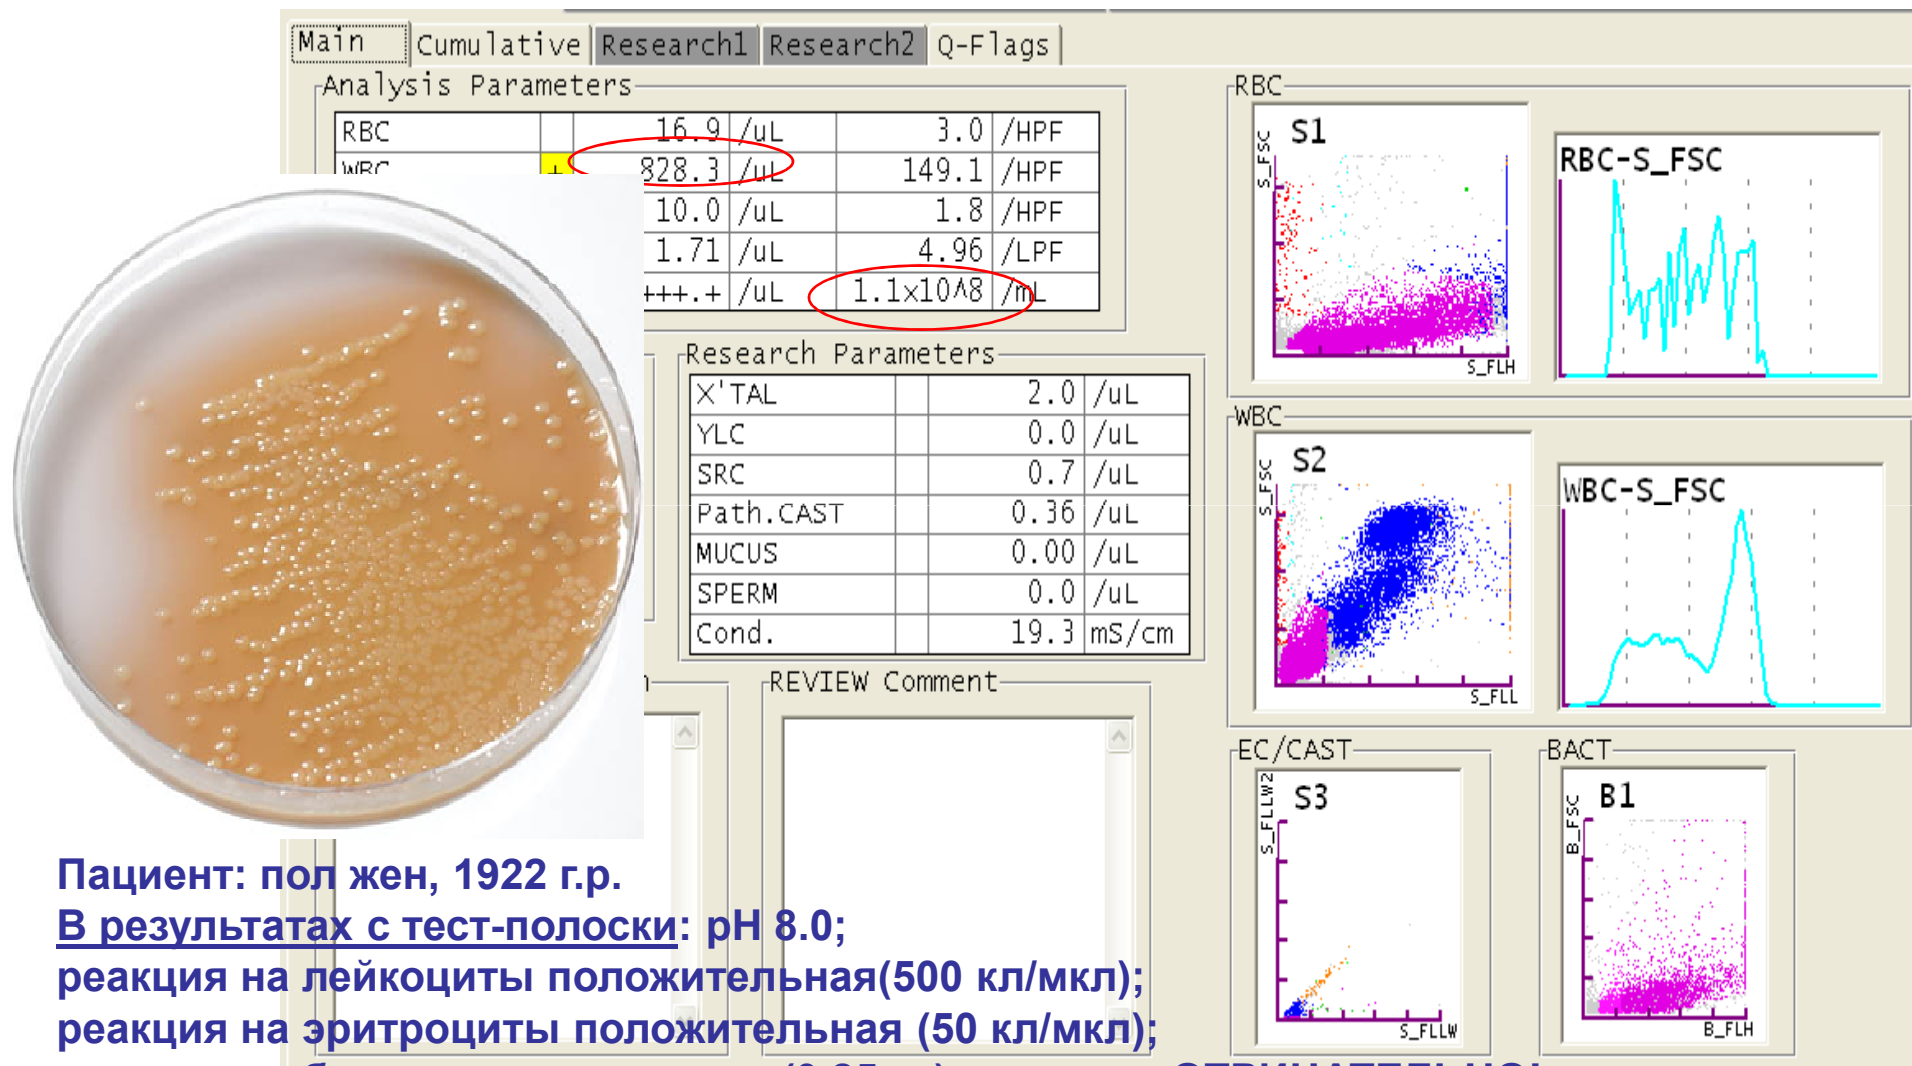 Main Cumulative Research1 Research2 Q-Flags
Analysis Parameters
RBC 16.9 /uL 3.0 /HPF
WBC + 828.3 /uL 149.1 /HPF
10.0 /uL 1.8 /HPF
1.71 /uL 4.96 /LPF
+++.+ /uL 1.1x10^8 /mL
Research Parameters
X'TAL 2.0 /uL
YLC 0.0 /uL
SRC 0.7 /uL
Path.CAST 0.36 /uL
MUCUS 0.00 /uL
SPERM 0.0 /uL
Cond. 19.3 mS/cm
REVIEW Comment
RBC
S1
S_FSC
S_FLH
RBC-S_FSC
WBC
S2
S_FSC
S_FLL
WBC-S_FSC
EC/CAST
S3
S_FLLW2
S_FLLW
BACT
B1
B_FSC
B_FLH
Пациент: пол жен, 1922 г.р.
В результатах с тест-полоски: pH 8.0;
реакция на лейкоциты положительная(500 кл/мкл);
реакция на эритроциты положительная (50 кл/мкл);